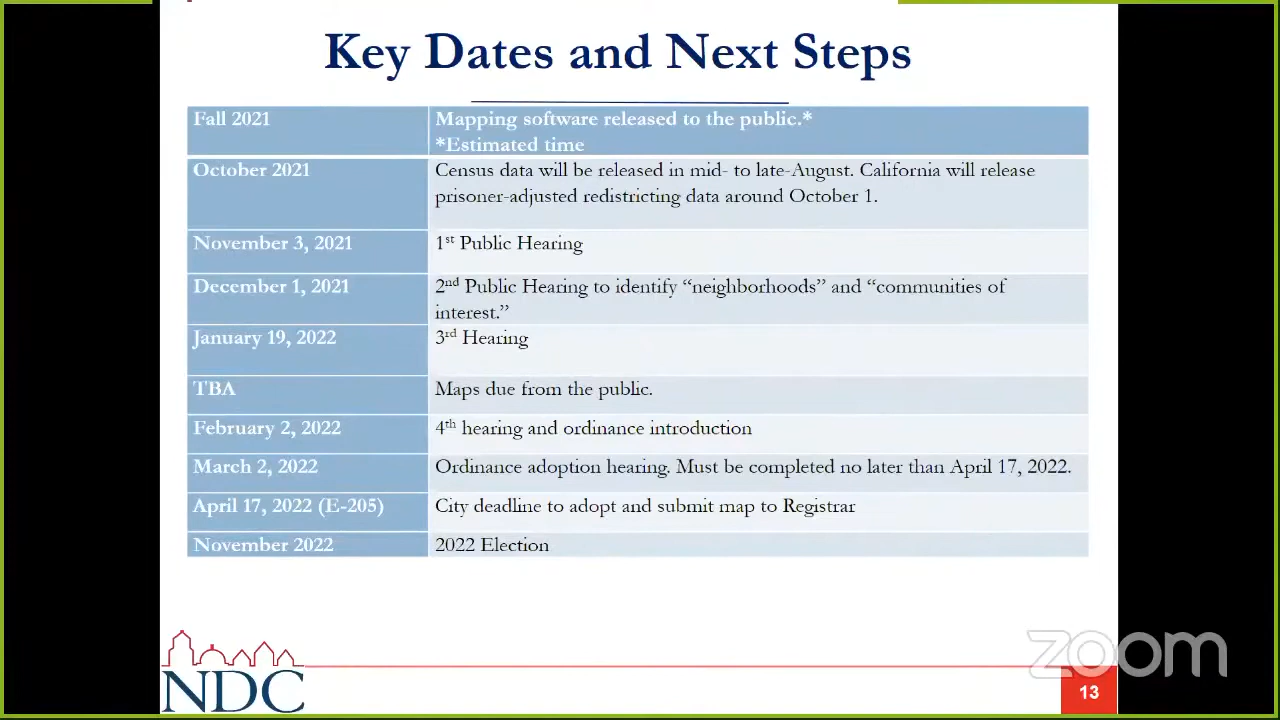 Key Dates and Next Steps
Fall 2021
Mapping software released to the public.*
*Estimated time
October 2021
Census data will be released in mid- to late-August. California will release
prisoner-adjusted redistricting data around October 1.
November 3, 2021
1st Public Hearing
December 1, 2021
2nd Public Hearing to identify “neighborhoods” and “communities of
interest.”
January 19, 2022
3rd Hearing
TBA
Maps due from the public.
February 2, 2022
4th hearing and ordinance introduction
March 2, 2022
Ordinance adoption hearing. Must be completed no later than April 17, 2022.
April 17, 2022 (E-205)
City deadline to adopt and submit map to Registrar
November 2022
2022 Election
NDC
zoom
13